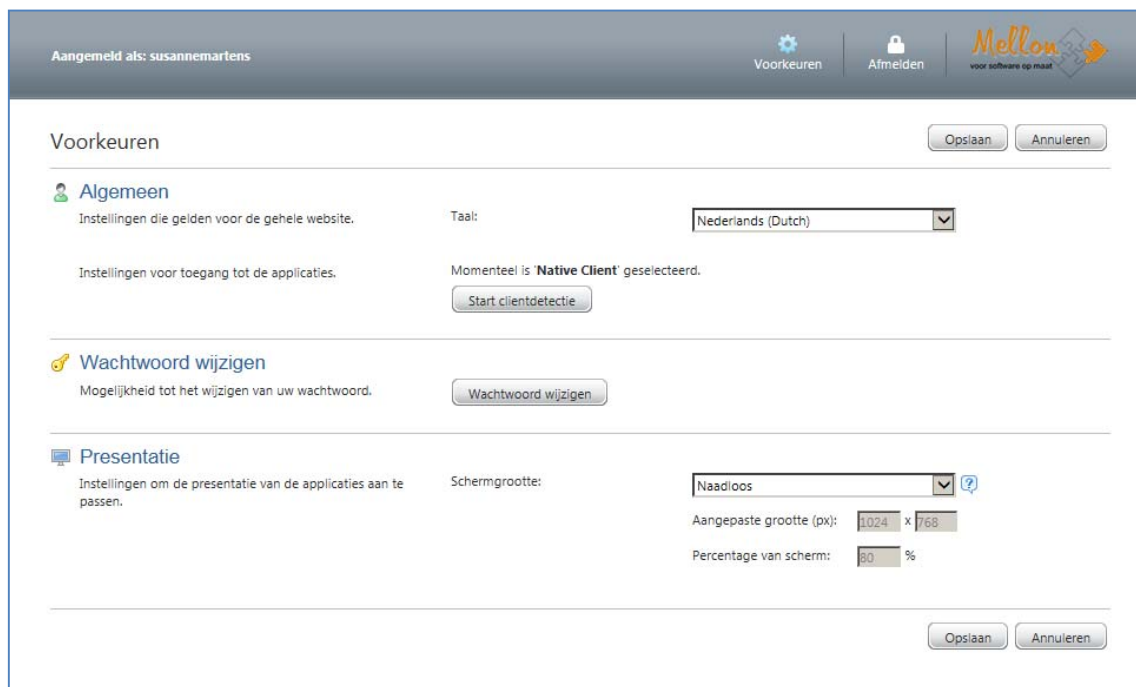 Aangemeld als: susannemartens
Voorkeuren
Afmelden
Mellon
voor software op maat
Voorkeuren
Opslaan
Annuleren
Algemeen
Instellingen die gelden voor de gehele website.
Taal:
Nederlands (Dutch)
Instellingen voor toegang tot de applicaties.
Momenteel is 'Native Client' geselecteerd.
Start clientdetectie
Wachtwoord wijzigen
Mogelijkheid tot het wijzigen van uw wachtwoord.
Wachtwoord wijzigen
Presentatie
Instellingen om de presentatie van de applicaties aan te
passen.
Schermgrootte:
Naadloos
?
Aangepaste grootte (px):
1024 x 768
Percentage van scherm:
80 %
Opslaan
Annuleren